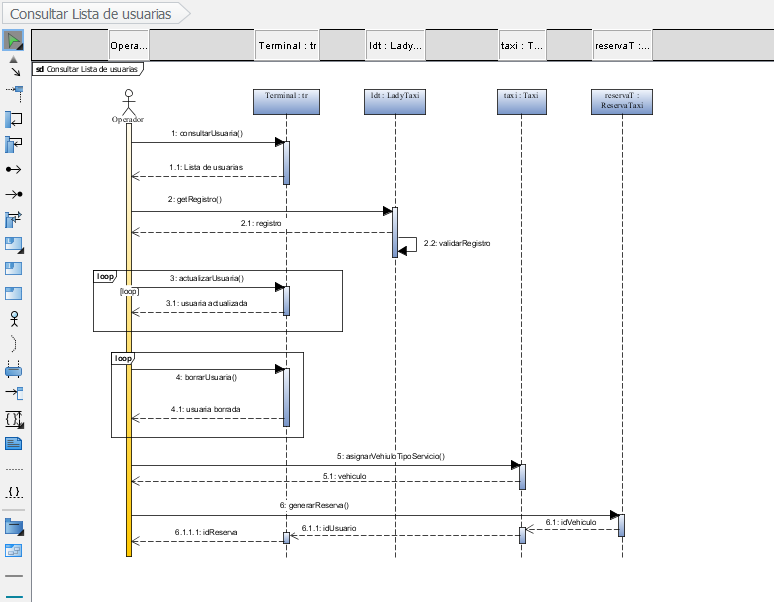 Consultar Lista de usuarias
Opera...
Terminal : tr
ldt : Lady...
taxi : T...
reservaT :...
sd Consultar Lista de usuarias
Operador
Terminal : tr
ldt : LadyTaxi
taxi : Taxi
reservaT :
ReservaTaxi
1: consultarUsuaria()
1.1: Lista de usuarias
2: getRegistro()
2.1: registro
2.2: validarRegistro
loop
3: actualizarUsuaria()
[loop]
3.1: usuaria actualizada
loop
4: borrarUsuaria()
4.1: usuaria borrada
5: asignarVehiuloTipoServicio()
5.1: vehiculo
6: generarReserva()
6.1: idVehiculo
6.1.1: idUsuario
6.1.1.1: idReserva